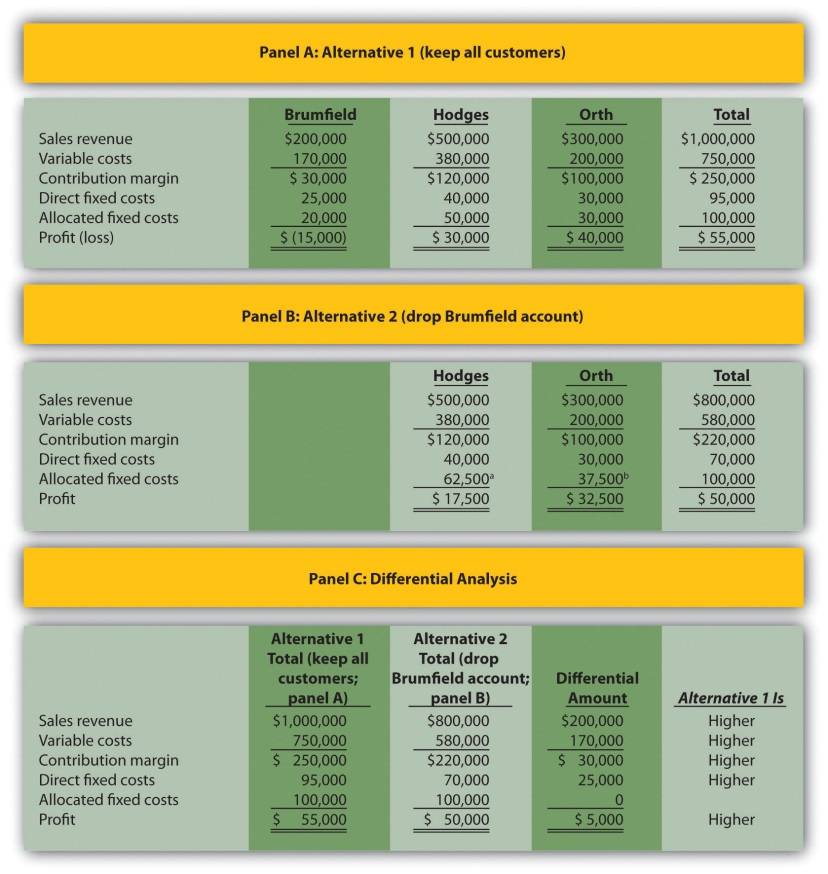 Panel A: Alternative 1 (keep all customers)
Brumfield Hodges Orth Total
Sales revenue $200,000 $500,000 $300,000 $1,000,000
Variable costs 170,000 380,000 200,000 750,000
Contribution margin $ 30,000 $120,000 $100,000 $ 250,000
Direct fixed costs 25,000 40,000 30,000 95,000
Allocated fixed costs 20,000 50,000 30,000 100,000
Profit (loss) $ (15,000) $ 30,000 $ 40,000 $ 55,000
Panel B: Alternative 2 (drop Brumfield account)
Hodges Orth Total
Sales revenue $500,000 $300,000 $800,000
Variable costs 380,000 200,000 580,000
Contribution margin $120,000 $100,000 $220,000
Direct fixed costs 40,000 30,000 70,000
Allocated fixed costs 62,500ᵃ 37,500ᵇ 100,000
Profit $ 17,500 $ 32,500 $ 50,000
Panel C: Differential Analysis
Alternative 1 Alternative 2
Total (keep all Total (drop
customers; Brumfield account; Differential
panel A) panel B) Amount Alternative 1 Is
Sales revenue $1,000,000 $800,000 $200,000 Higher
Variable costs 750,000 580,000 170,000 Higher
Contribution margin $ 250,000 $220,000 $ 30,000 Higher
Direct fixed costs 95,000 70,000 25,000 Higher
Allocated fixed costs 100,000 100,000 0
Profit $ 55,000 $ 50,000 $ 5,000 Higher